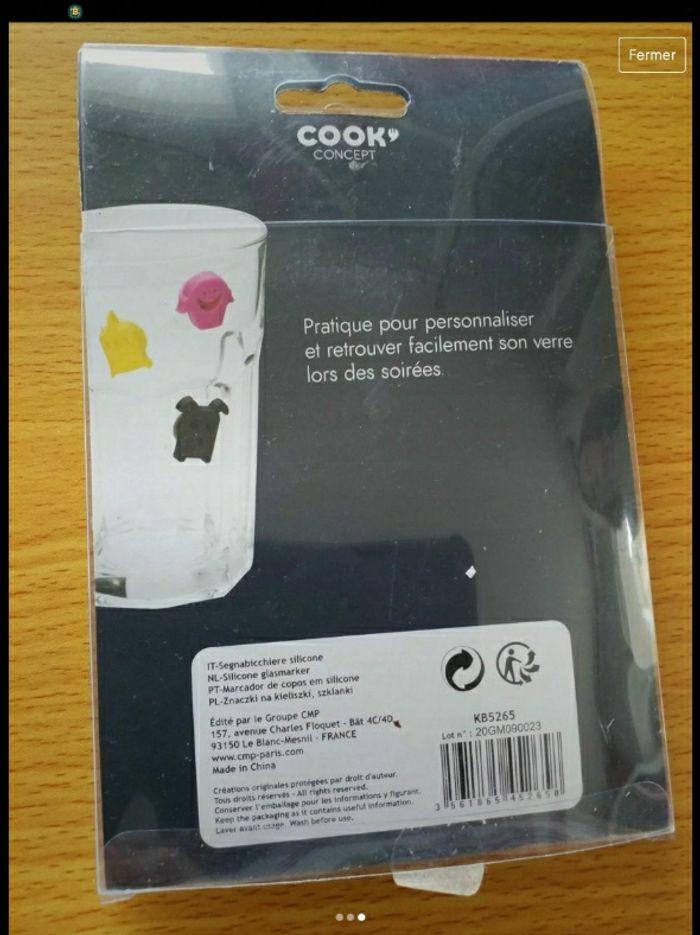 Fermer
COOK'
CONCEPT
Pratique pour personnaliser
et retrouver facilement son verre
lors des soirées.
IT-Segnabicchiere silicone
NL-Silicone glasmarker
PT-Marcador de copos em silicone
PL-Znaczki na kieliszki, szklanki
Édité par le Groupe CMP
157, avenue Charles Floquet - Bât 4C/4D
93150 Le Blanc-Mesnil - FRANCE
www.cmp-paris.com
Made in China
Créations originales protégées par droit d'auteur.
Tous droits réservés - All rights reserved.
Conserver l'emballage pour les informations y figurant.
Keep the packaging as it contains useful information.
Laver avant usage. Wash before use.
KB5265
Lot n° : 20GM090023
3 561865 452650